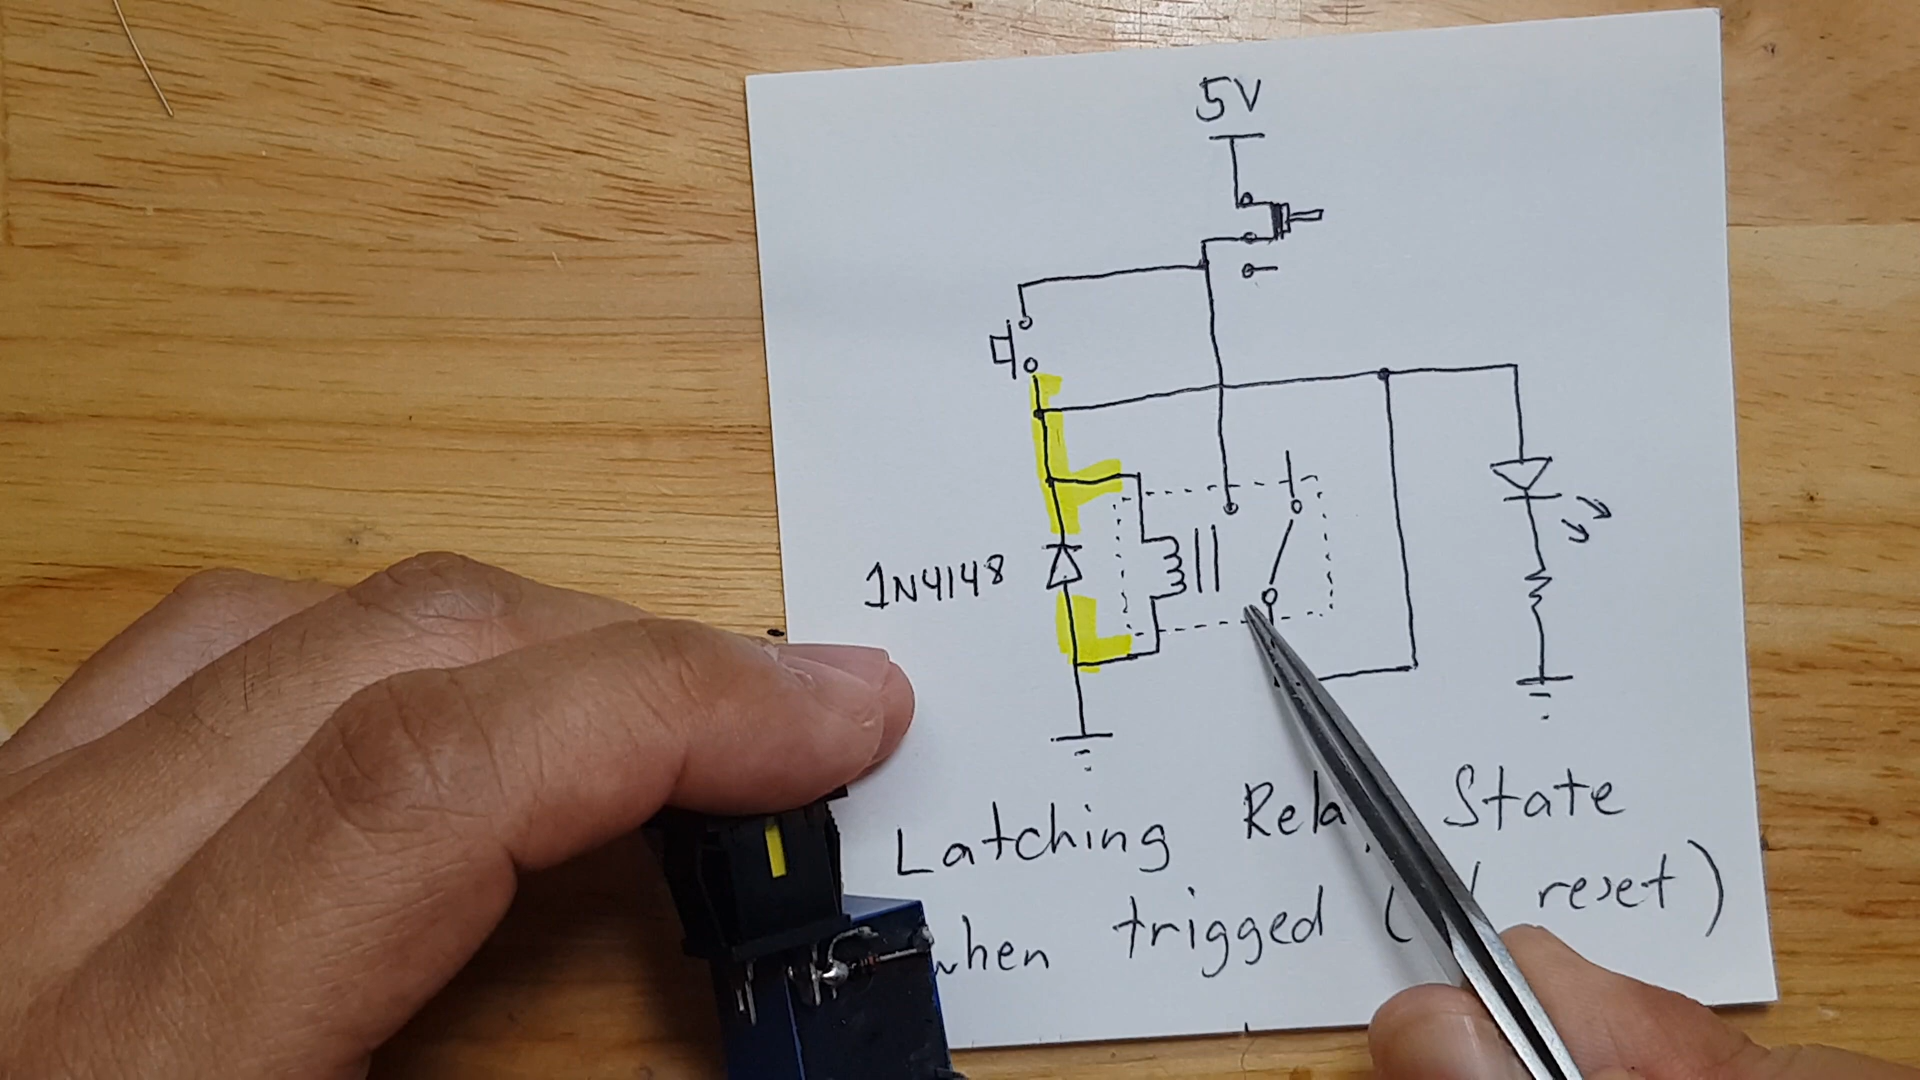 5V
1N4148
Latching Rela State
when trigged ( reset)